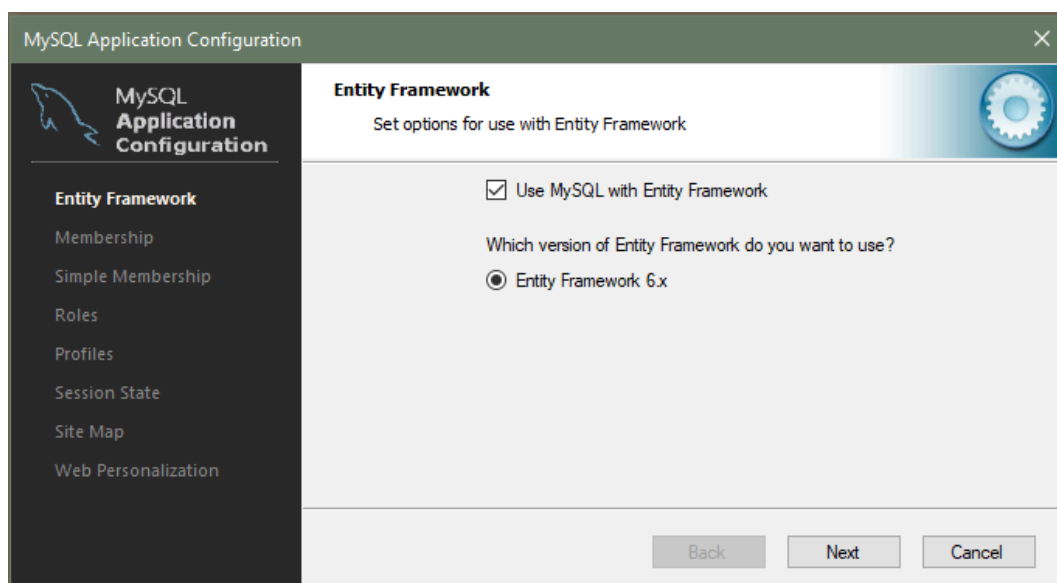 MySQL Application Configuration
MySQL
Application
Configuration
Entity Framework
Membership
Simple Membership
Roles
Profiles
Session State
Site Map
Web Personalization
Entity Framework
Set options for use with Entity Framework
Use MySQL with Entity Framework
Which version of Entity Framework do you want to use?
Entity Framework 6.x
Back
Next
Cancel